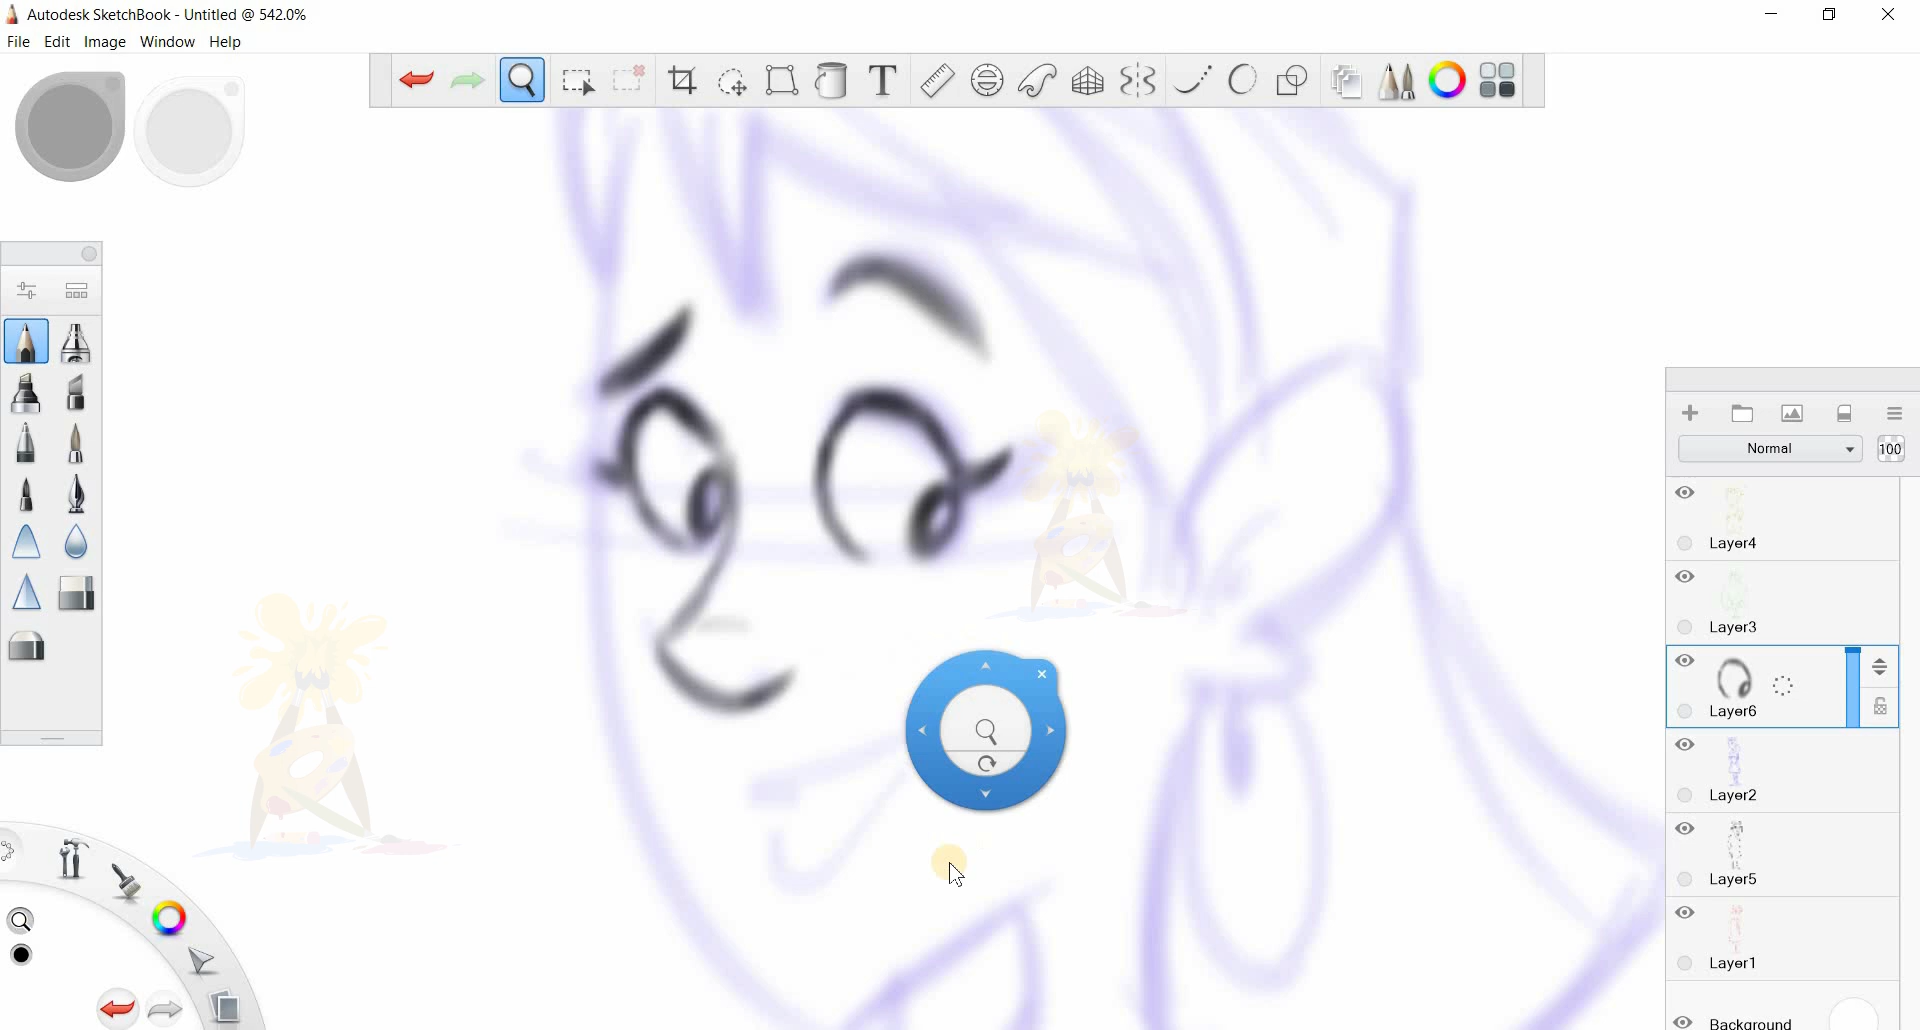 Autodesk SketchBook - Untitled @ 542.0%
File Edit Image Window Help
T
Normal 100
Layer4
Layer3
Layer6
Layer2
Layer5
Layer1
Background